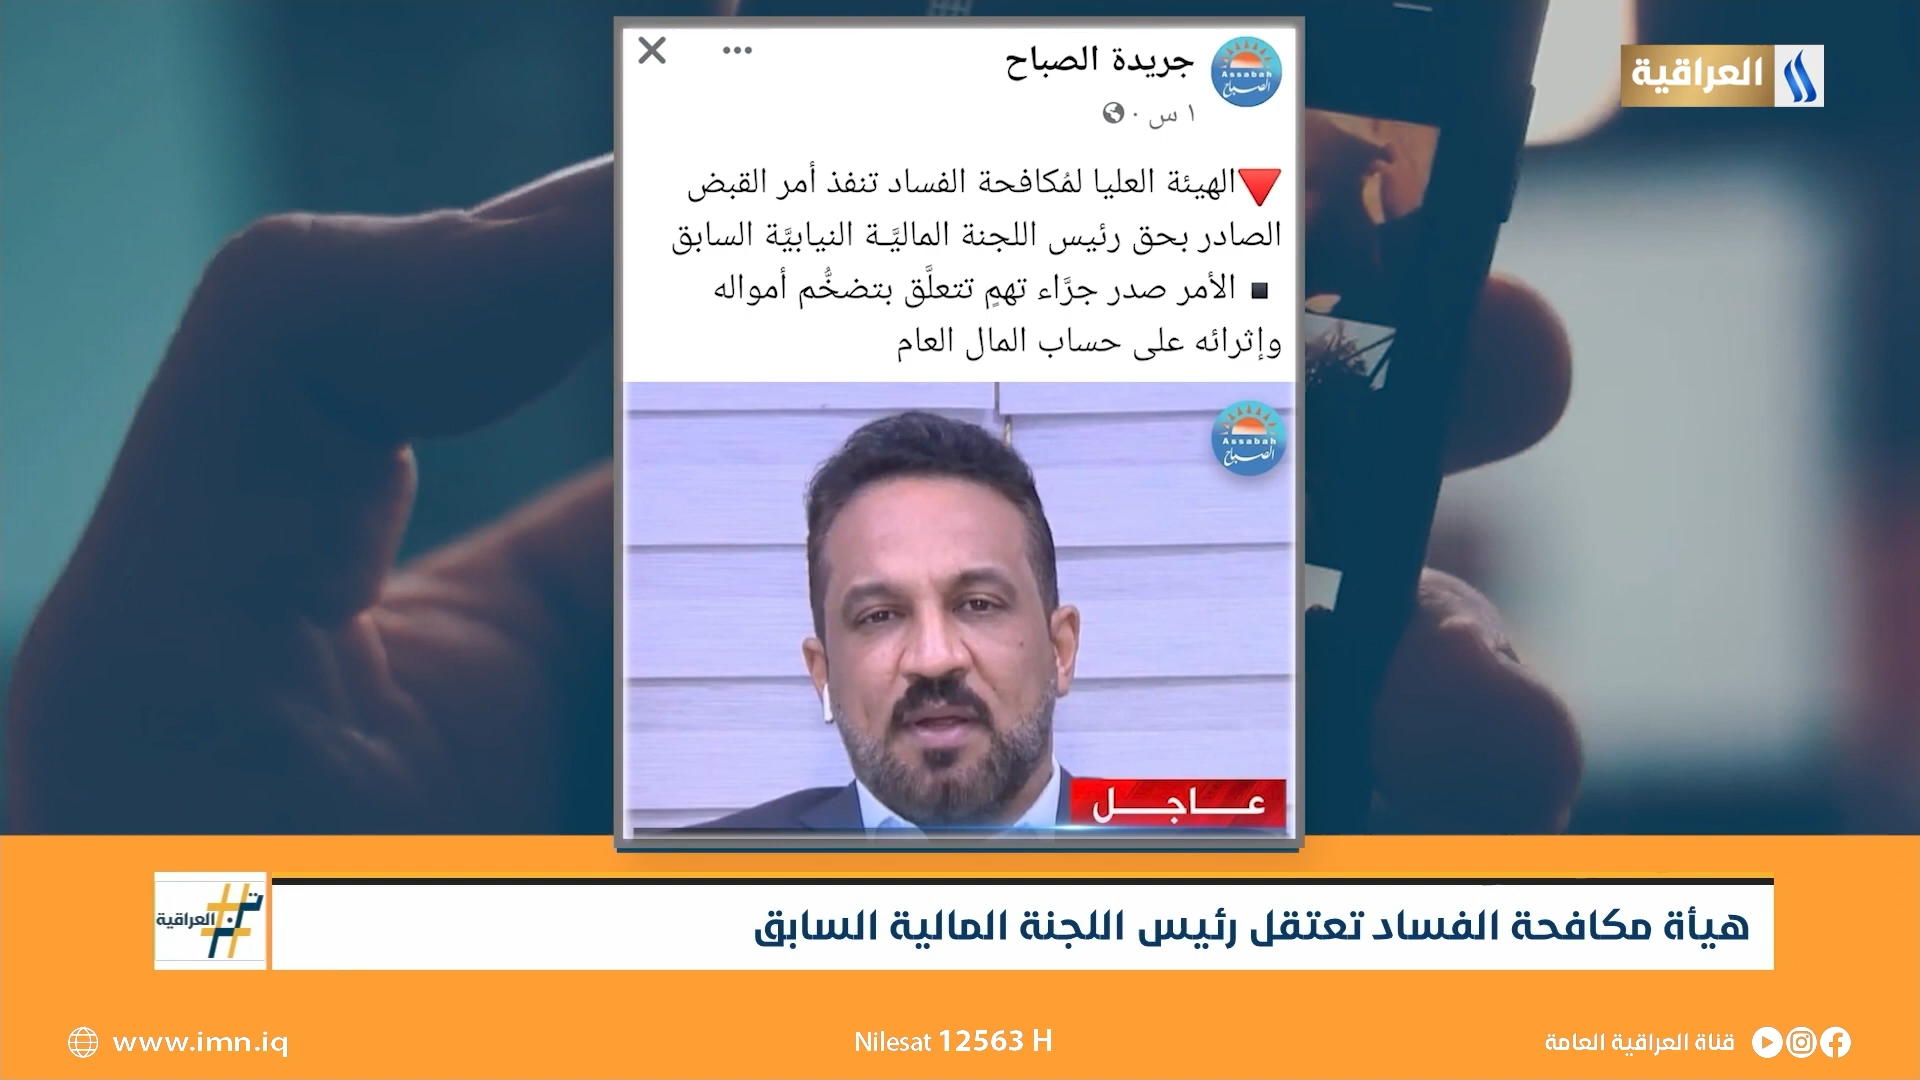 العراقية
جريدة الصباح
Assabah
الصباح
١ س ·
🔻الهيئة العليا لمُكافحة الفساد تنفذ أمر القبض
الصادر بحق رئيس اللجنة الماليَّـة النيابيَّة السابق
▪ الأمر صدر جرَّاء تهمٍ تتعلَّق بتضخُّم أمواله
وإثرائه على حساب المال العام
Assabah
الصباح
عـــاجـــل
هيأة مكافحة الفساد تعتقل رئيس اللجنة المالية السابق
العراقية
www.imn.iq
Nilesat 12563 H
قناة العراقية العامة